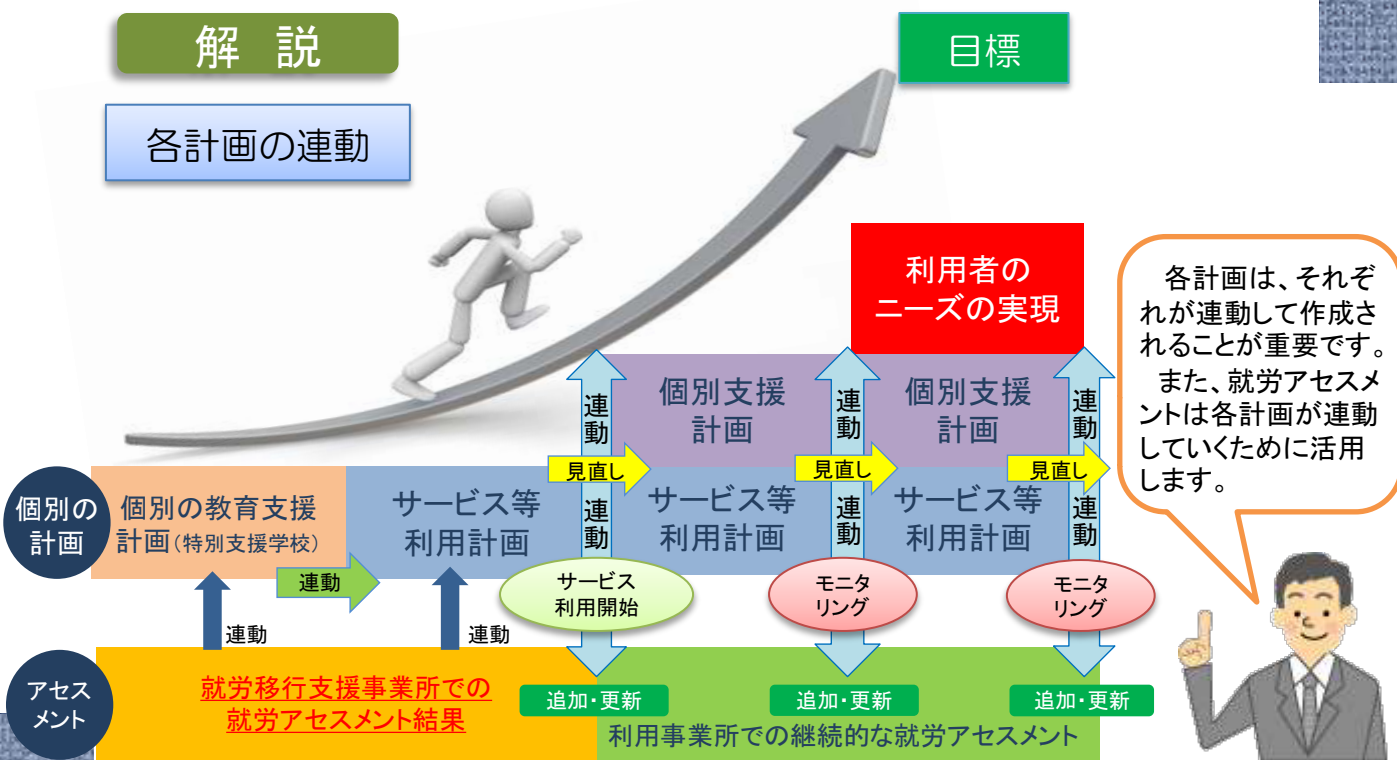 解 説
目標
各計画の連動
利用者の
ニーズの実現
各計画は、それぞ
れが連動して作成さ
れることが重要です。
また、就労アセスメ
ントは各計画が連動
していくために活用
します。
個別支援
計画
個別支援
計画
連動
連動
連動
見直し
見直し
見直し
個別の
計画
個別の教育支援
計画(特別支援学校)
サービス等
利用計画
連動
サービス等
利用計画
連動
サービス等
利用計画
連動
連動
サービス
利用開始
モニタ
リング
モニタ
リング
連動
連動
アセス
メント
就労移行支援事業所での
就労アセスメント結果
追加・更新
追加・更新
追加・更新
利用事業所での継続的な就労アセスメント